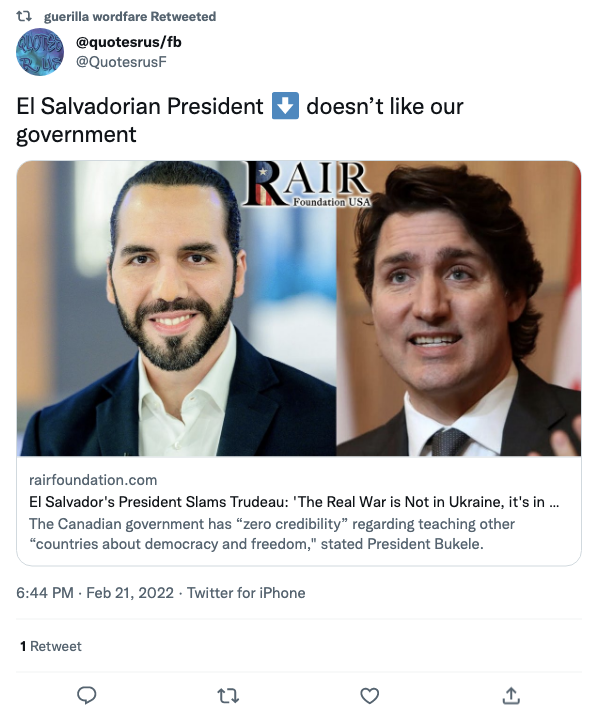 guerilla wordfare Retweeted
@quotesrus/fb
@QuotesrusF
El Salvadorian President ⬇️ doesn’t like our
government
RAIR
Foundation USA
rairfoundation.com
El Salvador's President Slams Trudeau: 'The Real War is Not in Ukraine, it's in ...
The Canadian government has “zero credibility” regarding teaching other
“countries about democracy and freedom," stated President Bukele.
6:44 PM · Feb 21, 2022 · Twitter for iPhone
1 Retweet